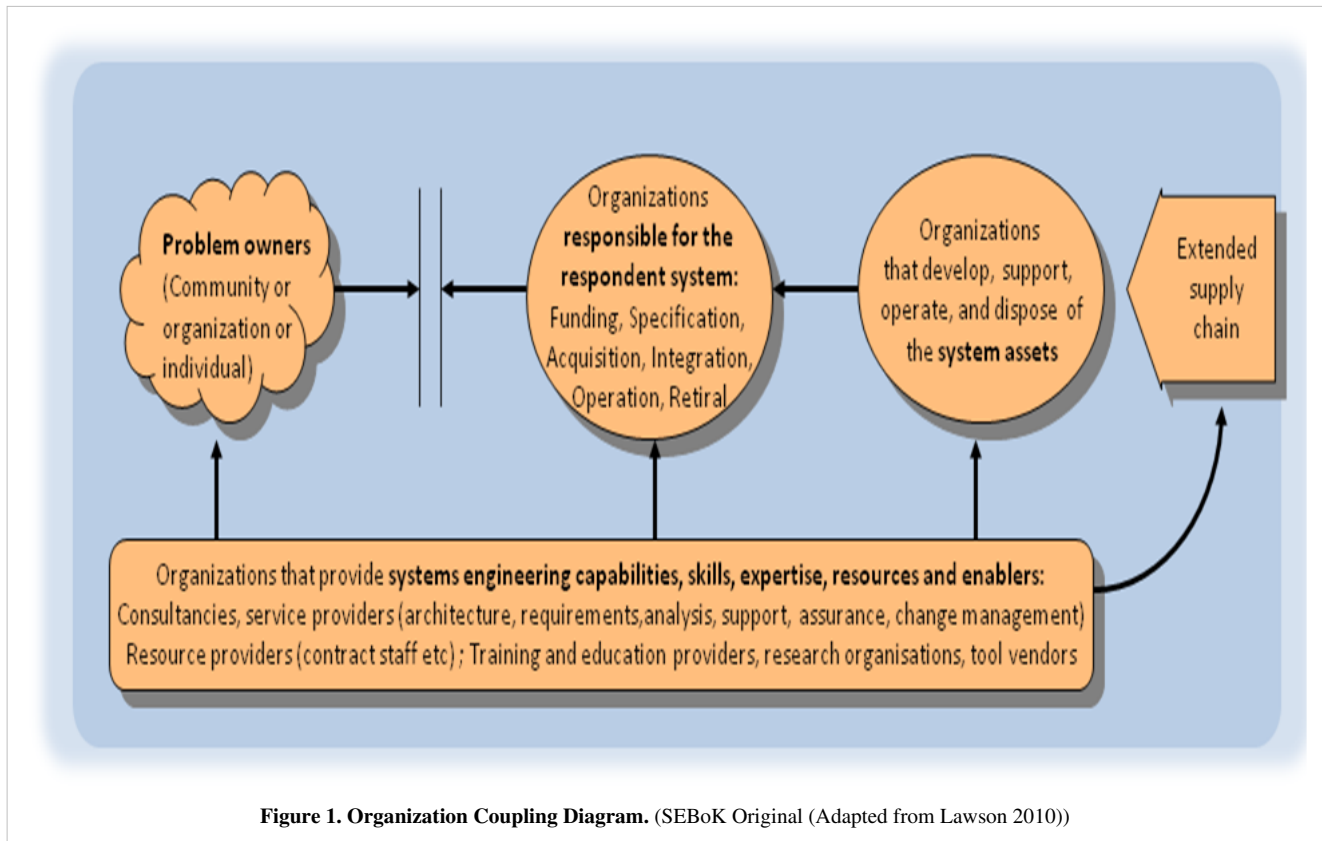 Problem owners
(Community or
organization or
individual)
Organizations
responsible for the
respondent system:
Funding, Specification,
Acquisition, Integration,
Operation, Retiral
Organizations
that develop, support,
operate, and dispose of
the system assets
Extended
supply
chain
Organizations that provide systems engineering capabilities, skills, expertise, resources and enablers:
Consultancies, service providers (architecture, requirements,analysis, support, assurance, change management)
Resource providers (contract staff etc) ; Training and education providers, research organisations, tool vendors
Figure 1. Organization Coupling Diagram. (SEBoK Original (Adapted from Lawson 2010))